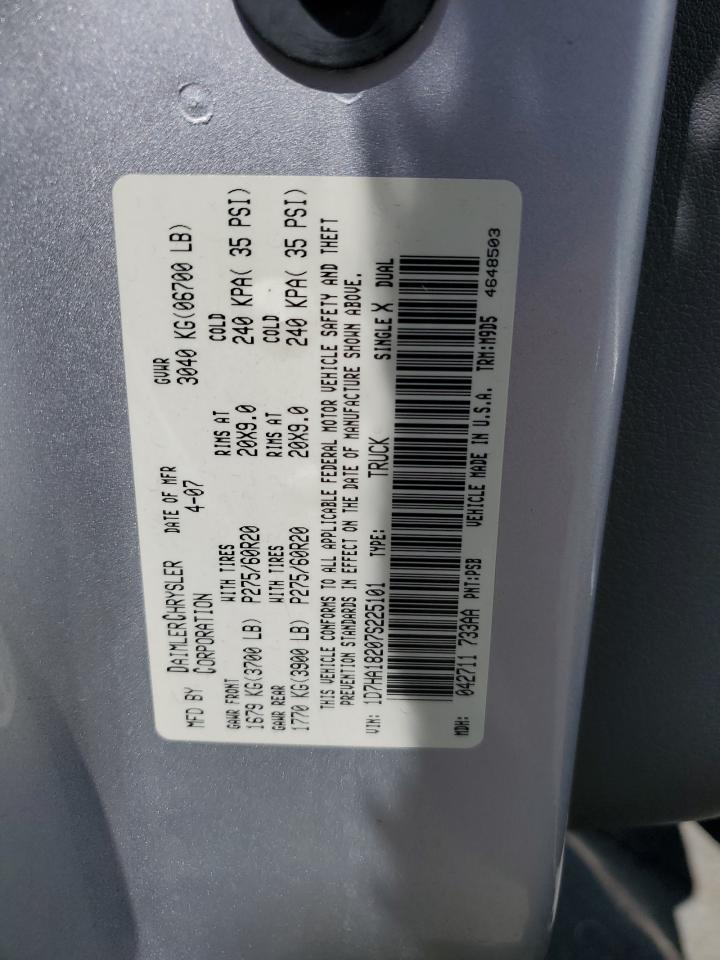 MFD BY DAIMLERCHRYSLER CORPORATION DATE OF MFR 4-07 GVWR 3040 KG(06700 LB)
GAWR FRONT WITH TIRES RIMS AT COLD
1679 KG(3700 LB) P275/60R20 20X9.0 240 KPA( 35 PSI)
GAWR REAR WITH TIRES RIMS AT COLD
1770 KG(3900 LB) P275/60R20 20X9.0 240 KPA( 35 PSI)
THIS VEHICLE CONFORMS TO ALL APPLICABLE FEDERAL MOTOR VEHICLE SAFETY AND THEFT
PREVENTION STANDARDS IN EFFECT ON THE DATE OF MANUFACTURE SHOWN ABOVE.
VIN: 1D7HA18207S225101 TYPE: TRUCK SINGLE X DUAL
MDH: 042711 733AA PNT:PSB VEHICLE MADE IN U.S.A. TRM:M9D5 4648503